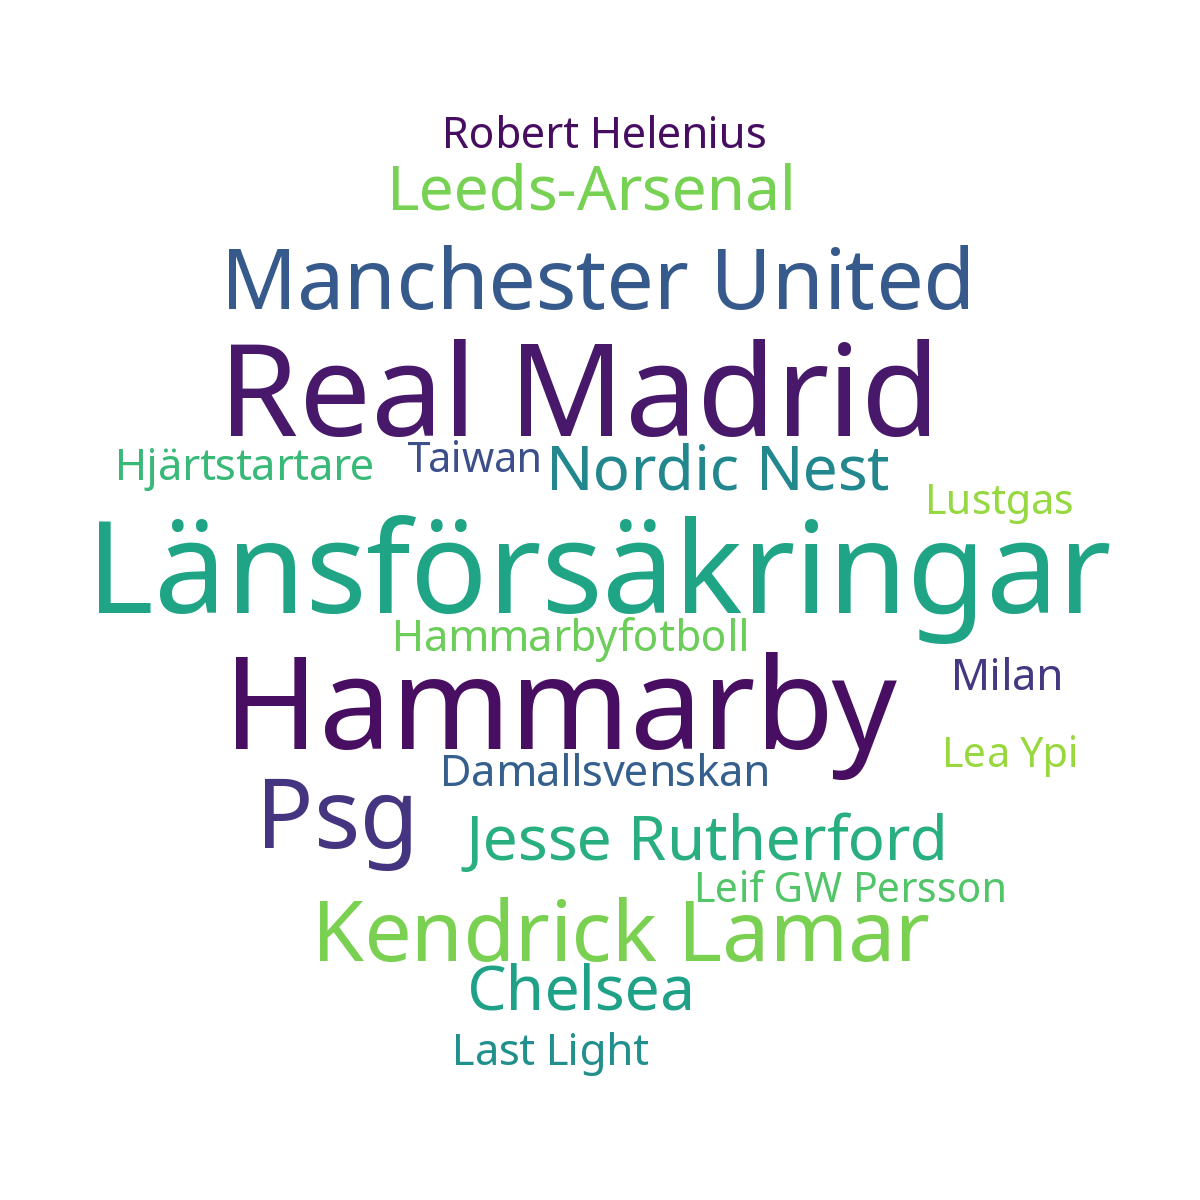 Robert Helenius
Leeds-Arsenal
Manchester United
Real Madrid
Hjärtstartare
Taiwan
Nordic Nest
Lustgas
Länsförsäkringar
Hammarbyfotboll
Hammarby
Milan
Lea Ypi
Damallsvenskan
Psg
Jesse Rutherford
Leif GW Persson
Kendrick Lamar
Chelsea
Last Light